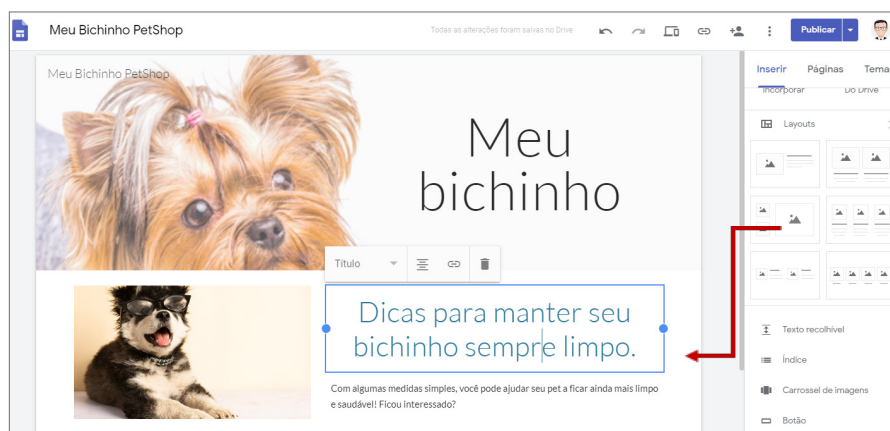 Meu Bichinho PetShop
Todas as alterações foram salvas no Drive
Publicar
Inserir Páginas Tema
Incorporar Do Drive
Meu Bichinho PetShop
Layouts
Meu
bichinho
Título
Dicas para manter seu
bichinho sempre limpo.
Com algumas medidas simples, você pode ajudar seu pet a ficar ainda mais limpo
e saudável! Ficou interessado?
Texto recolhível
Índice
Carrossel de imagens
Botão